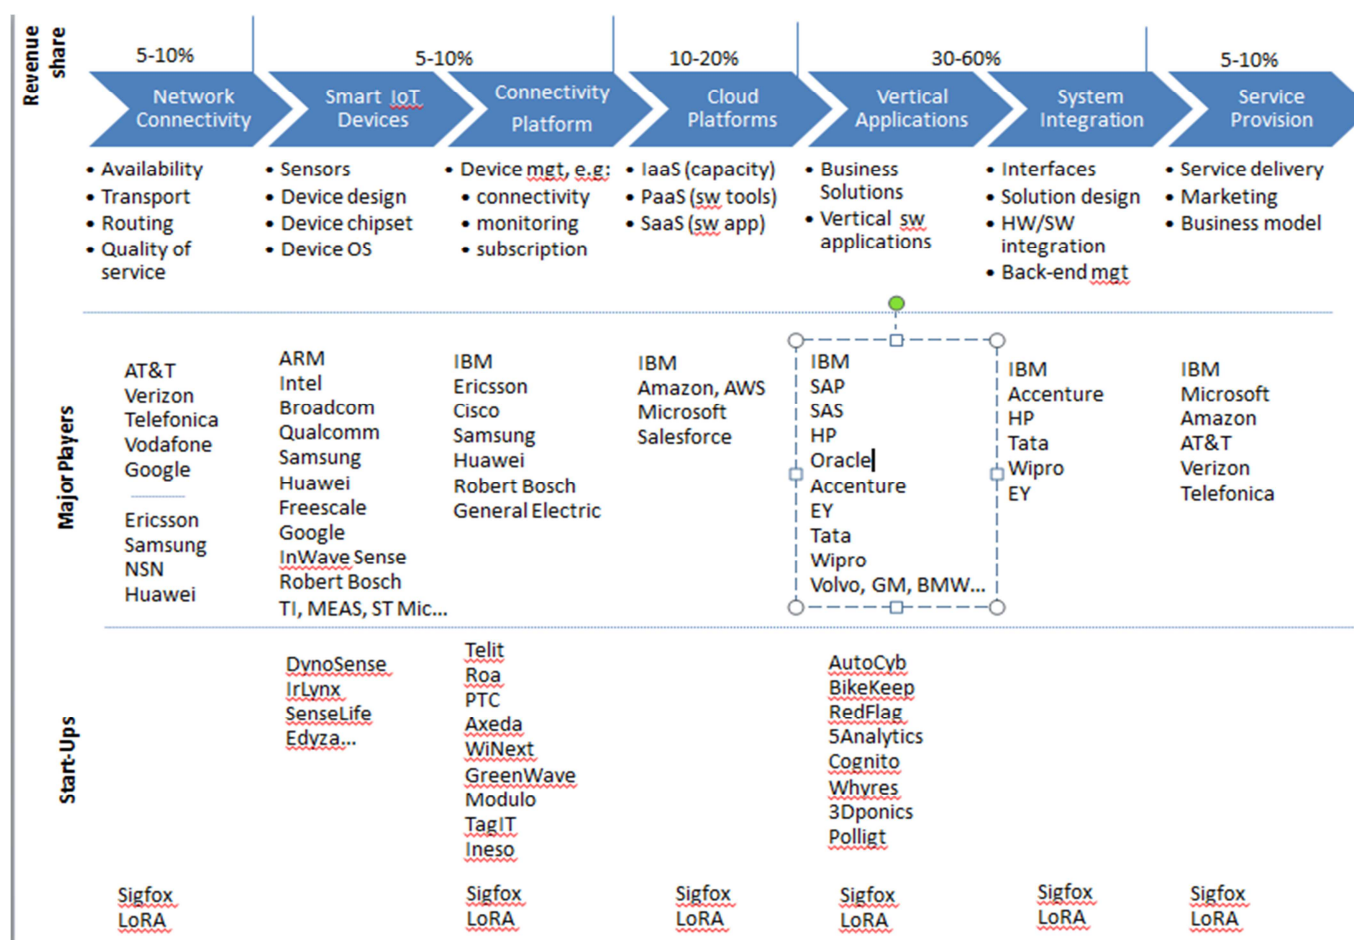 Revenue
share
5-10%
5-10%
10-20%
30-60%
5-10%
Network
Connectivity
Smart IoT
Devices
Connectivity
Platform
Cloud
Platforms
Vertical
Applications
System
Integration
Service
Provision
• Availability
• Transport
• Routing
• Quality of
service
• Sensors
• Device design
• Device chipset
• Device OS
• Device mgt, e.g:
• connectivity
• monitoring
• subscription
• IaaS (capacity)
• PaaS (sw tools)
• SaaS (sw app)
• Business
Solutions
• Vertical sw
applications
• Interfaces
• Solution design
• HW/SW
integration
• Back-end mgt
• Service delivery
• Marketing
• Business model
Major Players
AT&T
Verizon
Telefonica
Vodafone
Google
Ericsson
Samsung
NSN
Huawei
ARM
Intel
Broadcom
Qualcomm
Samsung
Huawei
Freescale
Google
InWave Sense
Robert Bosch
TI, MEAS, ST Mic...
IBM
Ericsson
Cisco
Samsung
Huawei
Robert Bosch
General Electric
IBM
Amazon, AWS
Microsoft
Salesforce
IBM
SAP
SAS
HP
Oracle
Accenture
EY
Tata
Wipro
Volvo, GM, BMW...
IBM
Accenture
HP
Tata
Wipro
EY
IBM
Microsoft
Amazon
AT&T
Verizon
Telefonica
Start-Ups
DynoSense
IrLynx
SenseLife
Edyza...
Telit
Roa
PTC
Axeda
WiNext
GreenWave
Modulo
TagIT
Ineso
AutoCyb
BikeKeep
RedFlag
5Analytics
Cognito
Whyres
3Dponics
Polligt
Sigfox
LoRA
Sigfox
LoRA
Sigfox
LoRA
Sigfox
LoRA
Sigfox
LoRA
Sigfox
LoRA